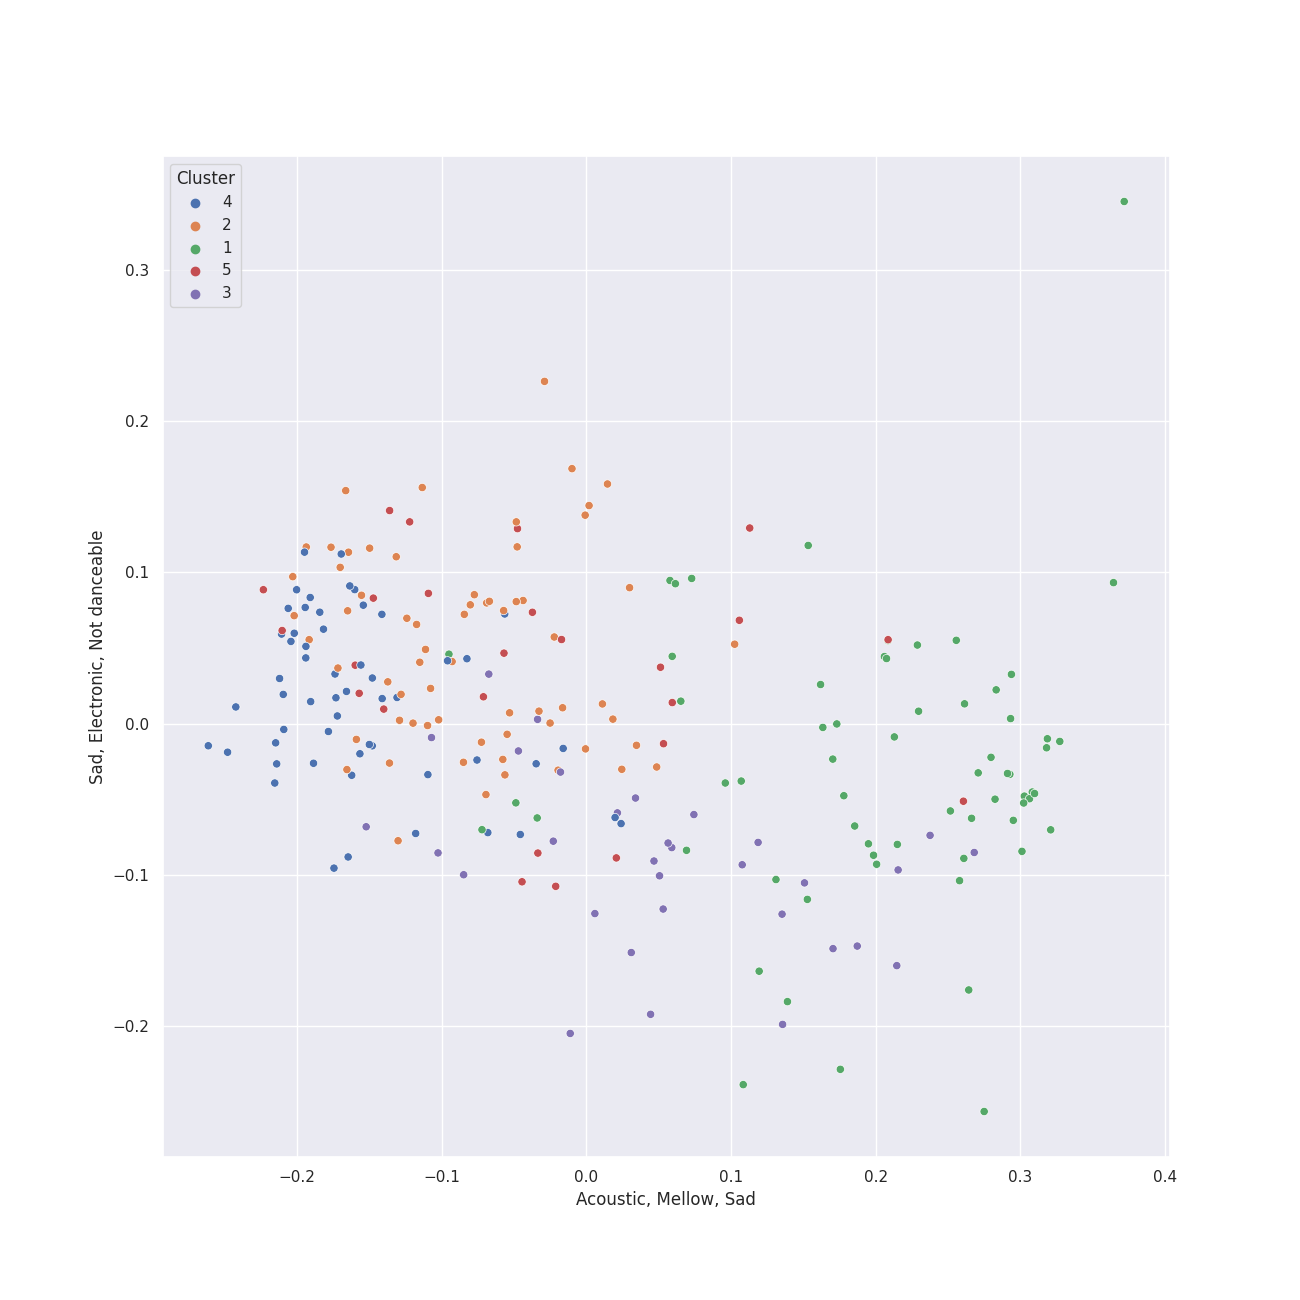 Cluster
4
2
1
5
3
0.3
0.2
0.1
0.0
−0.1
−0.2
Sad, Electronic, Not danceable
−0.2 −0.1 0.0 0.1 0.2 0.3 0.4
Acoustic, Mellow, Sad